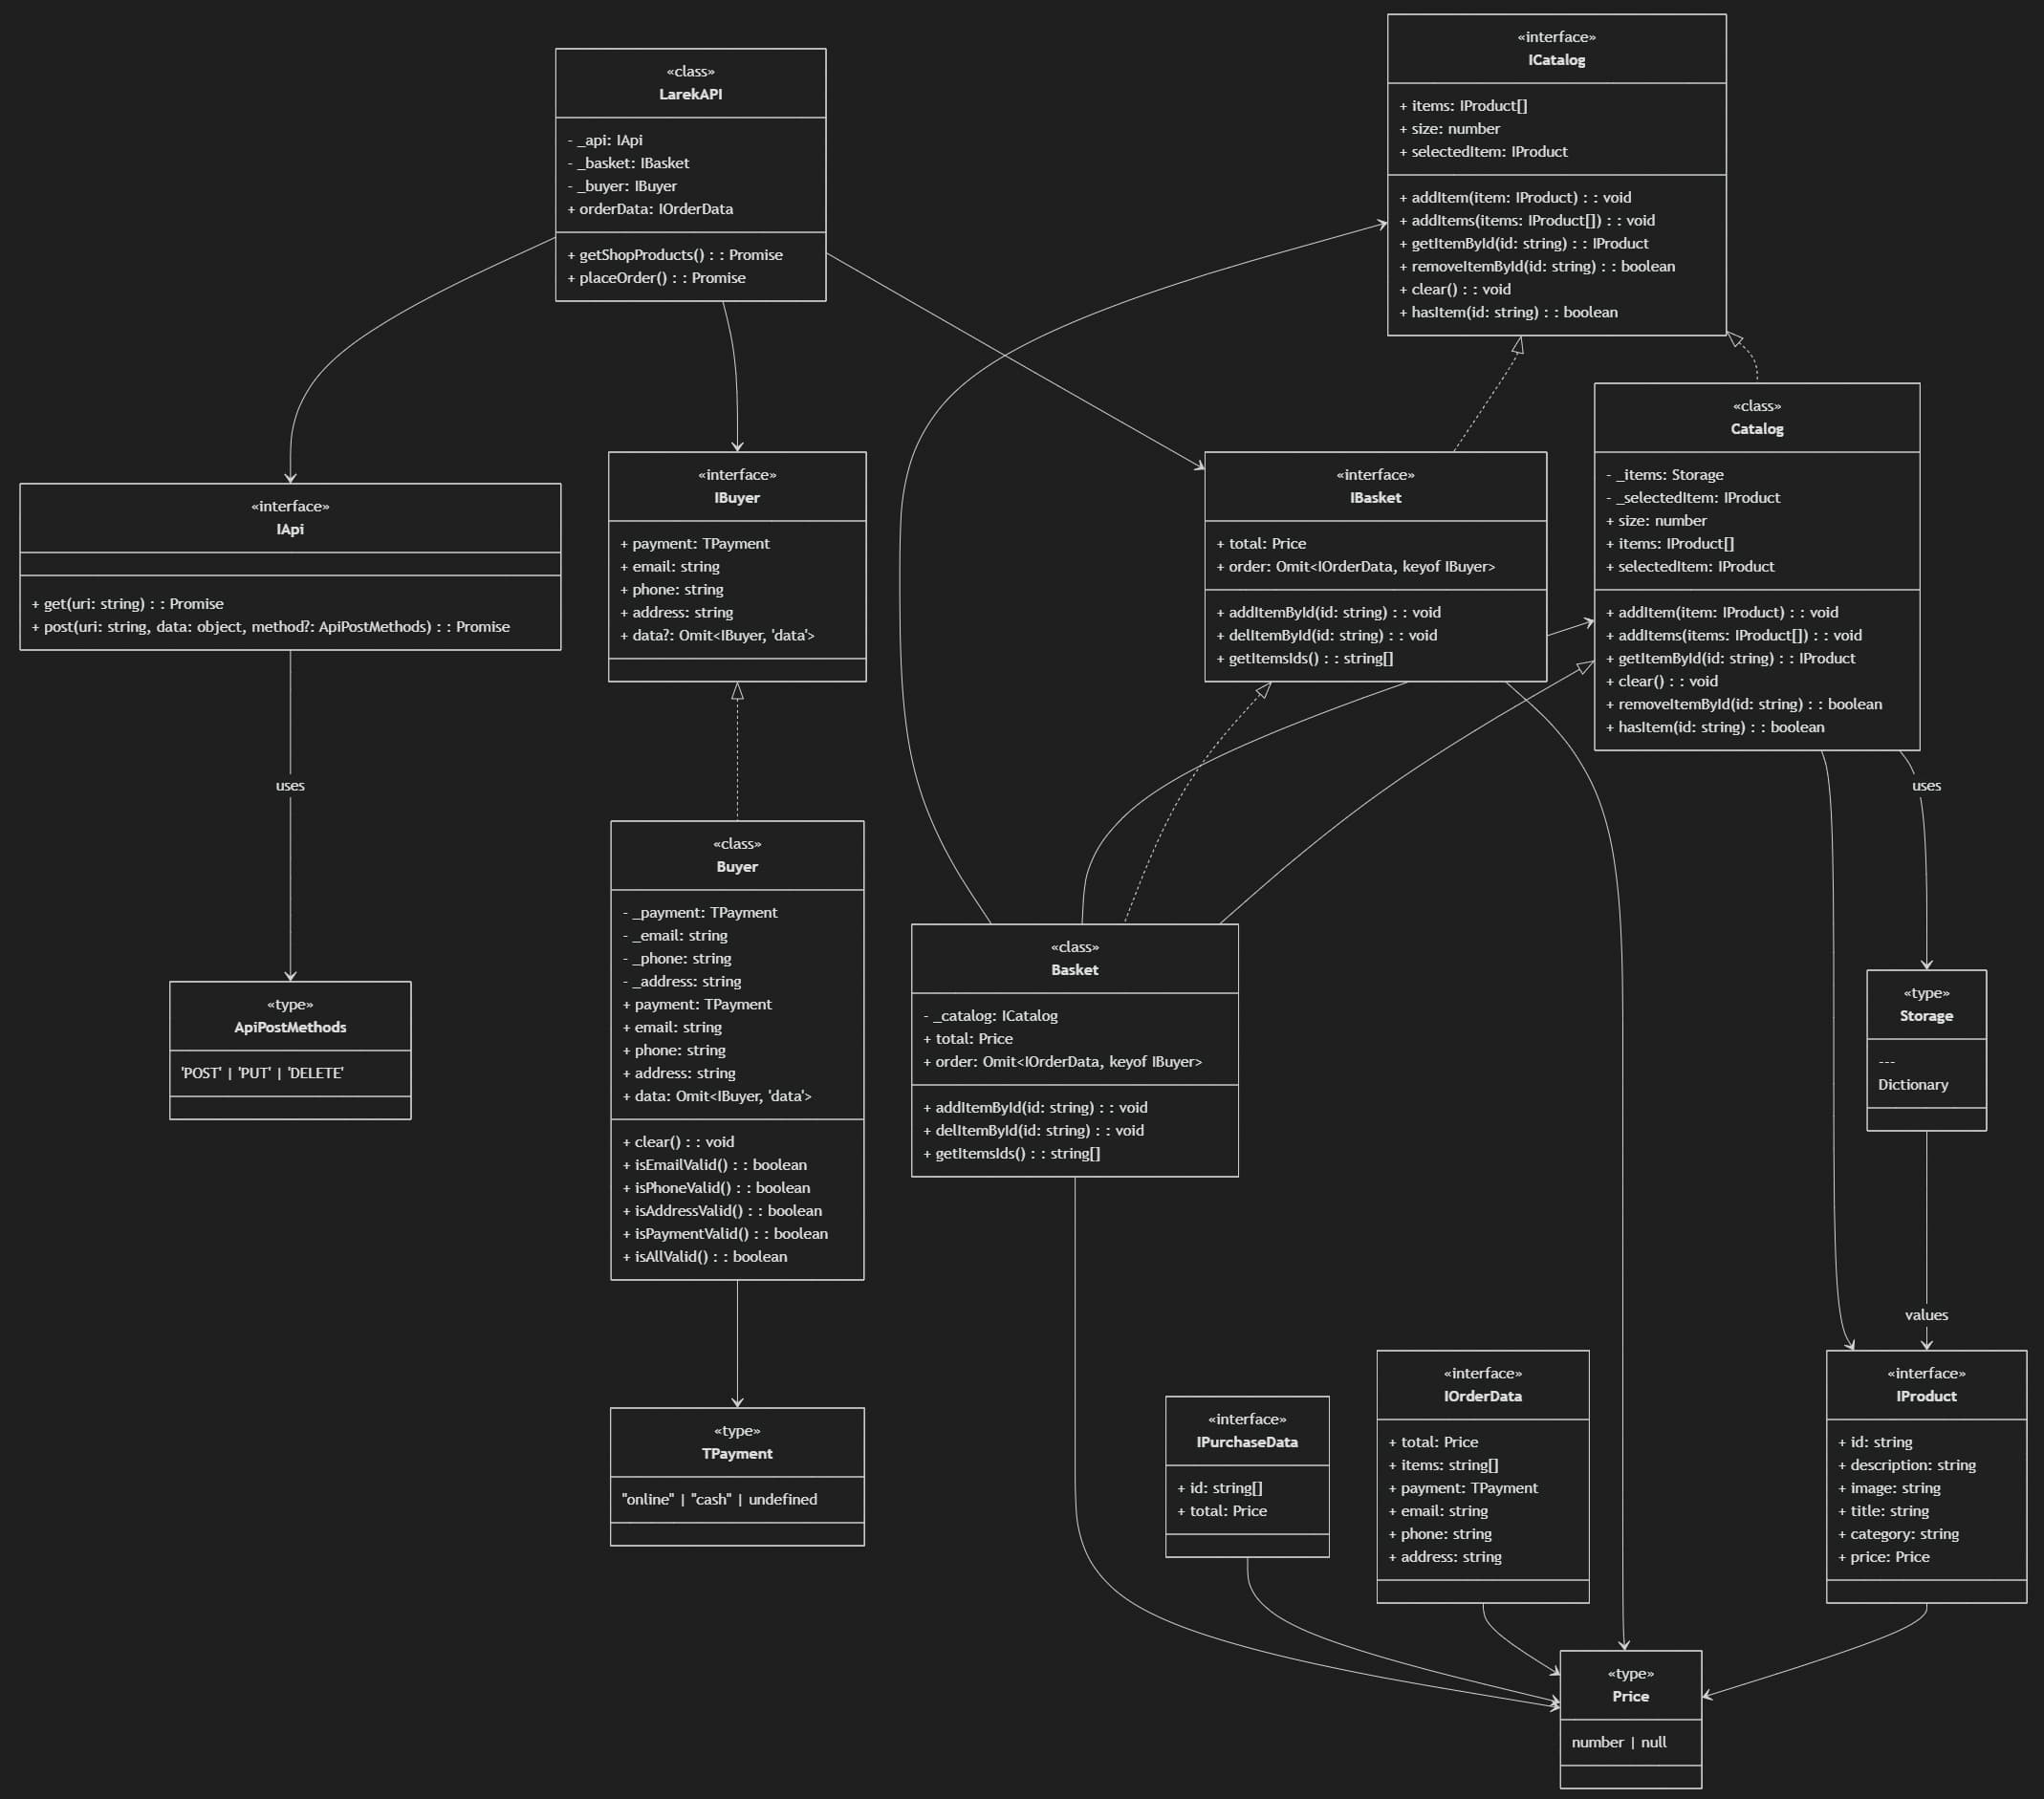 «interface»
ICatalog
+ items: IProduct[]
+ size: number
+ selectedItem: IProduct
+ addItem(item: IProduct) : : void
+ addItems(items: IProduct[]) : : void
+ getItemById(id: string) : : IProduct
+ removeItemById(id: string) : : boolean
+ clear() : : void
+ hasItem(id: string) : : boolean
«class»
LarekAPI
- _api: IApi
- _basket: IBasket
- _buyer: IBuyer
+ orderData: IOrderData
+ getShopProducts() : : Promise
+ placeOrder() : : Promise
«class»
Catalog
- _items: Storage
- _selectedItem: IProduct
+ size: number
+ items: IProduct[]
+ selectedItem: IProduct
+ addItem(item: IProduct) : : void
+ addItems(items: IProduct[]) : : void
+ getItemById(id: string) : : IProduct
+ clear() : : void
+ removeItemById(id: string) : : boolean
+ hasItem(id: string) : : boolean
«interface»
IApi
+ get(uri: string) : : Promise
+ post(uri: string, data: object, method?: ApiPostMethods) : : Promise
«interface»
IBuyer
+ payment: TPayment
+ email: string
+ phone: string
+ address: string
+ data?: Omit<IBuyer, 'data'>
«interface»
IBasket
+ total: Price
+ order: Omit<IOrderData, keyof IBuyer>
+ addItemById(id: string) : : void
+ delItemById(id: string) : : void
+ getItemsIds() : : string[]
uses
uses
«class»
Buyer
- _payment: TPayment
- _email: string
- _phone: string
- _address: string
+ payment: TPayment
+ email: string
+ phone: string
+ address: string
+ data: Omit<IBuyer, 'data'>
+ clear() : : void
+ isEmailValid() : : boolean
+ isPhoneValid() : : boolean
+ isAddressValid() : : boolean
+ isPaymentValid() : : boolean
+ isAllValid() : : boolean
«class»
Basket
- _catalog: ICatalog
+ total: Price
+ order: Omit<IOrderData, keyof IBuyer>
+ addItemById(id: string) : : void
+ delItemById(id: string) : : void
+ getItemsIds() : : string[]
«type»
ApiPostMethods
'POST' | 'PUT' | 'DELETE'
«type»
Storage
---
Dictionary
values
«type»
TPayment
"online" | "cash" | undefined
«interface»
IPurchaseData
+ id: string[]
+ total: Price
«interface»
IOrderData
+ total: Price
+ items: string[]
+ payment: TPayment
+ email: string
+ phone: string
+ address: string
«interface»
IProduct
+ id: string
+ description: string
+ image: string
+ title: string
+ category: string
+ price: Price
«type»
Price
number | null